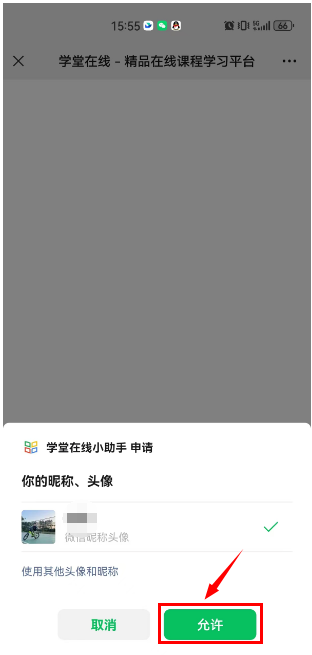 15:55 5G 66
学堂在线 – 精品在线课程学习平台
学堂在线小助手 申请
你的昵称、头像
微信昵称头像
使用其他头像和昵称
取消 允许